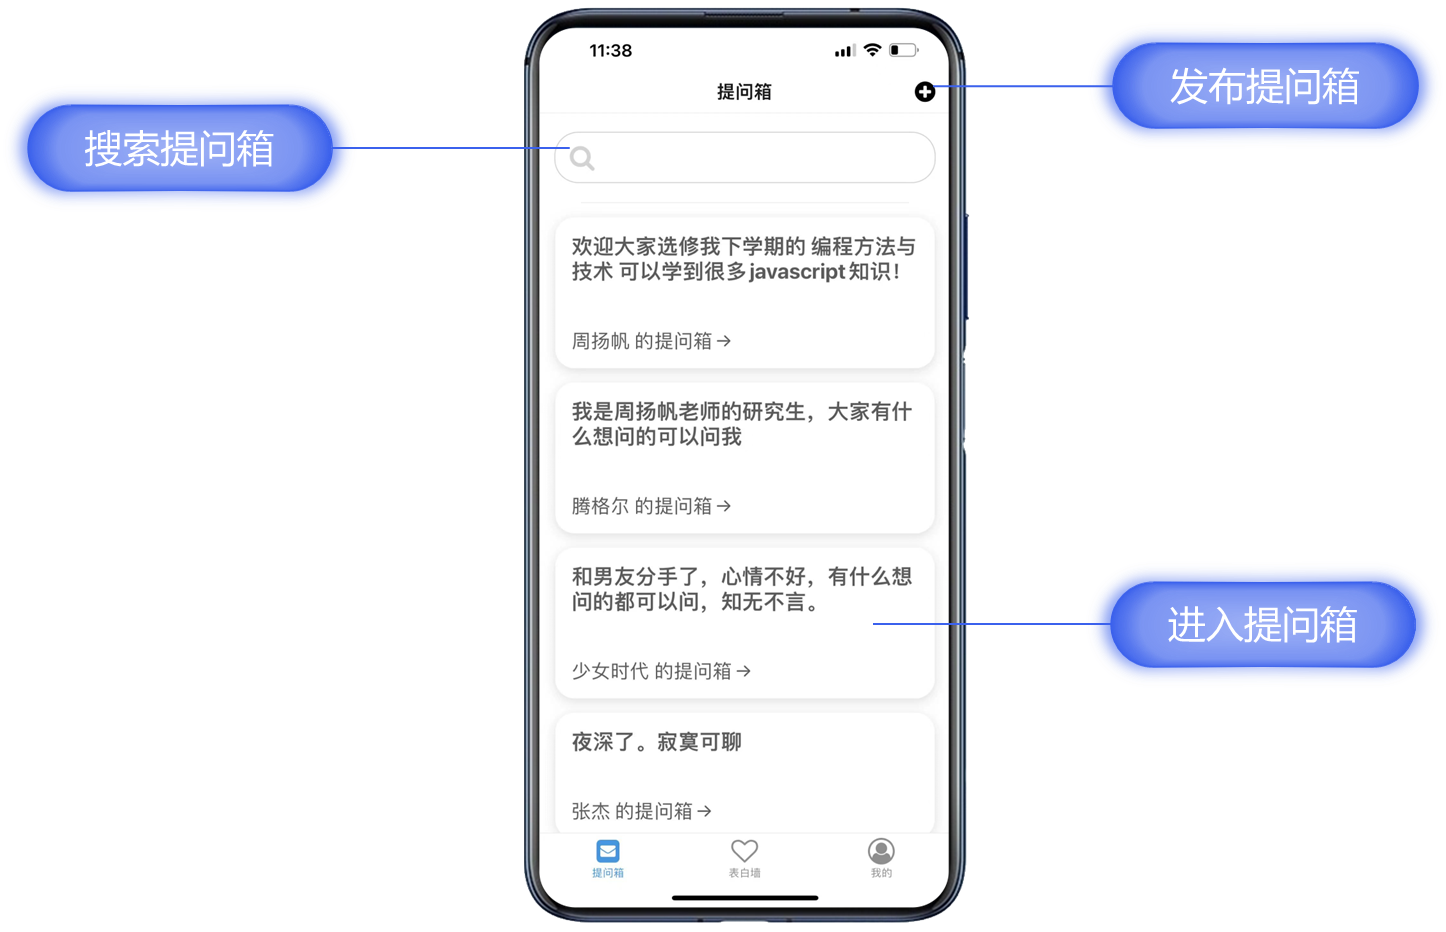 11:38
提问箱
发布提问箱
搜索提问箱
欢迎大家选修我下学期的 编程方法与
技术 可以学到很多javascript知识！
周扬帆 的提问箱→
我是周扬帆老师的研究生，大家有什
么想问的可以问我
腾格尔 的提问箱→
和男友分手了，心情不好，有什么想
问的都可以问，知无不言。
进入提问箱
少女时代 的提问箱→
夜深了。寂寞可聊
张杰 的提问箱→
提问箱
表白墙
我的